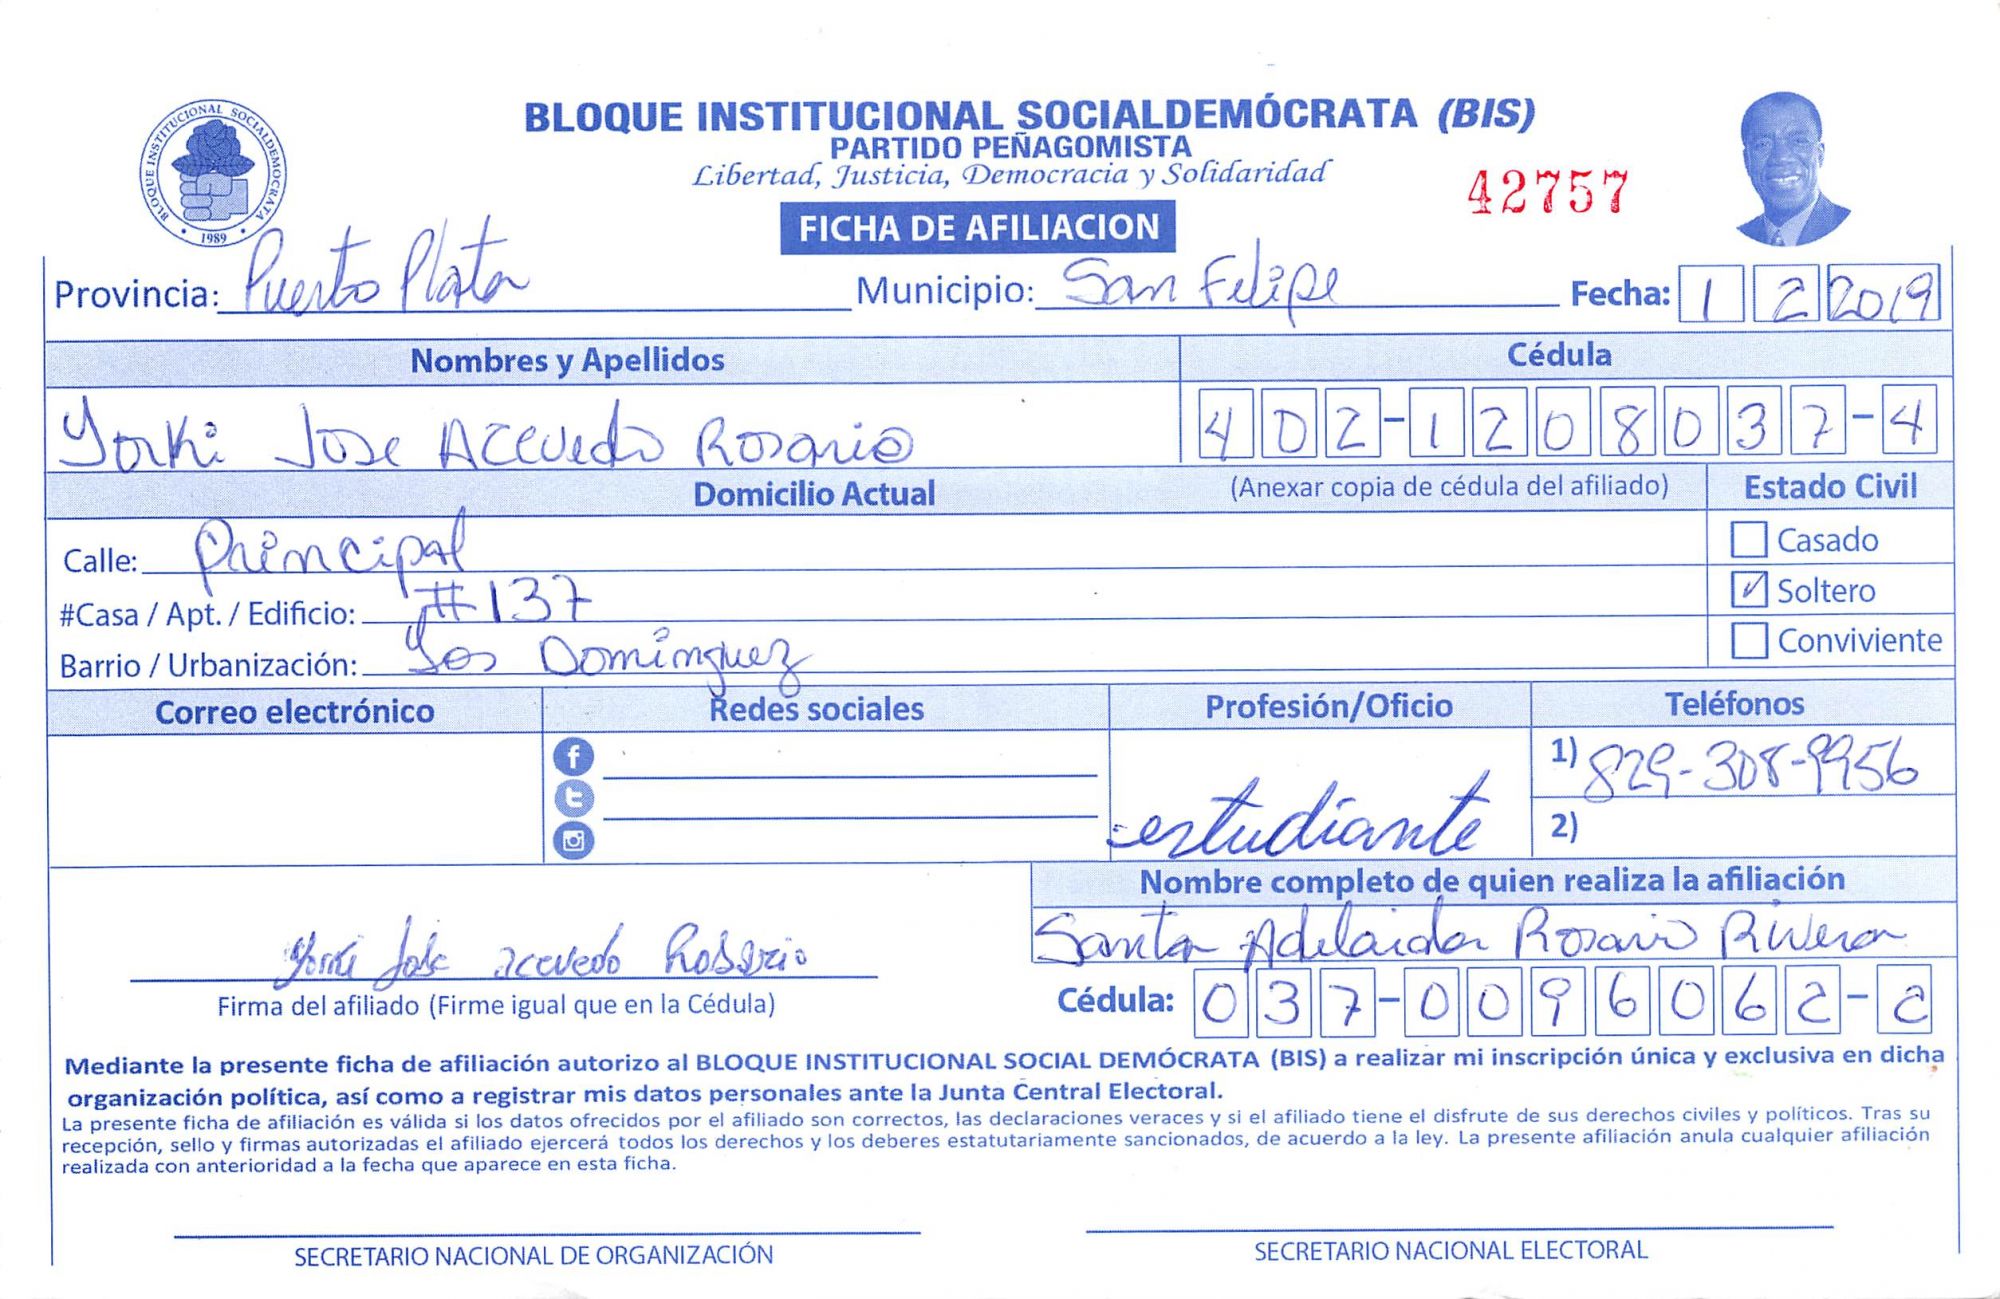 BLOQUE INSTITUCIONAL SOCIALDEMÓCRATA (BIS)
PARTIDO PEÑAGOMISTA
Libertad, Justicia, Democracia y Solidaridad
42757
BLOQUE INSTITUCIONAL SOCIALDEMOCRATA
1989
FICHA DE AFILIACION
Provincia: Puerto Plata Municipio: San Felipe Fecha: 1 2 2019
Nombres y Apellidos Cédula
Yorki Jose Acevedo Rosario 402-1208037-4
Domicilio Actual (Anexar copia de cédula del afiliado) Estado Civil
Calle: Principal Casado
#Casa / Apt. / Edificio: #137 Soltero
Barrio / Urbanización: Los Dominguez Conviviente
Correo electrónico Redes sociales Profesión/Oficio Teléfonos
1) 829-308-9956
estudiante 2)
Nombre completo de quien realiza la afiliación
Santa Adelaida Rosario Rivera
Yorki Jose acevedo Rosario
Firma del afiliado (Firme igual que en la Cédula) Cédula: 037-0096062-2
Mediante la presente ficha de afiliación autorizo al BLOQUE INSTITUCIONAL SOCIAL DEMÓCRATA (BIS) a realizar mi inscripción única y exclusiva en dicha
organización política, así como a registrar mis datos personales ante la Junta Central Electoral.
La presente ficha de afiliación es válida si los datos ofrecidos por el afiliado son correctos, las declaraciones veraces y si el afiliado tiene el disfrute de sus derechos civiles y políticos. Tras su
recepción, sello y firmas autorizadas el afiliado ejercerá todos los derechos y los deberes estatutariamente sancionados, de acuerdo a la ley. La presente afiliación anula cualquier afiliación
realizada con anterioridad a la fecha que aparece en esta ficha.
SECRETARIO NACIONAL DE ORGANIZACIÓN SECRETARIO NACIONAL ELECTORAL